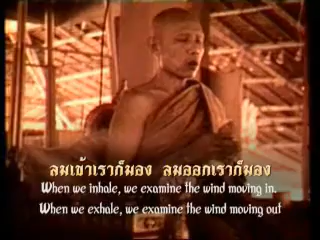 ลมเข้าเราก็มอง ลมออกเราก็มอง
When we inhale, we examine the wind moving in.
When we exhale, we examine the wind moving out